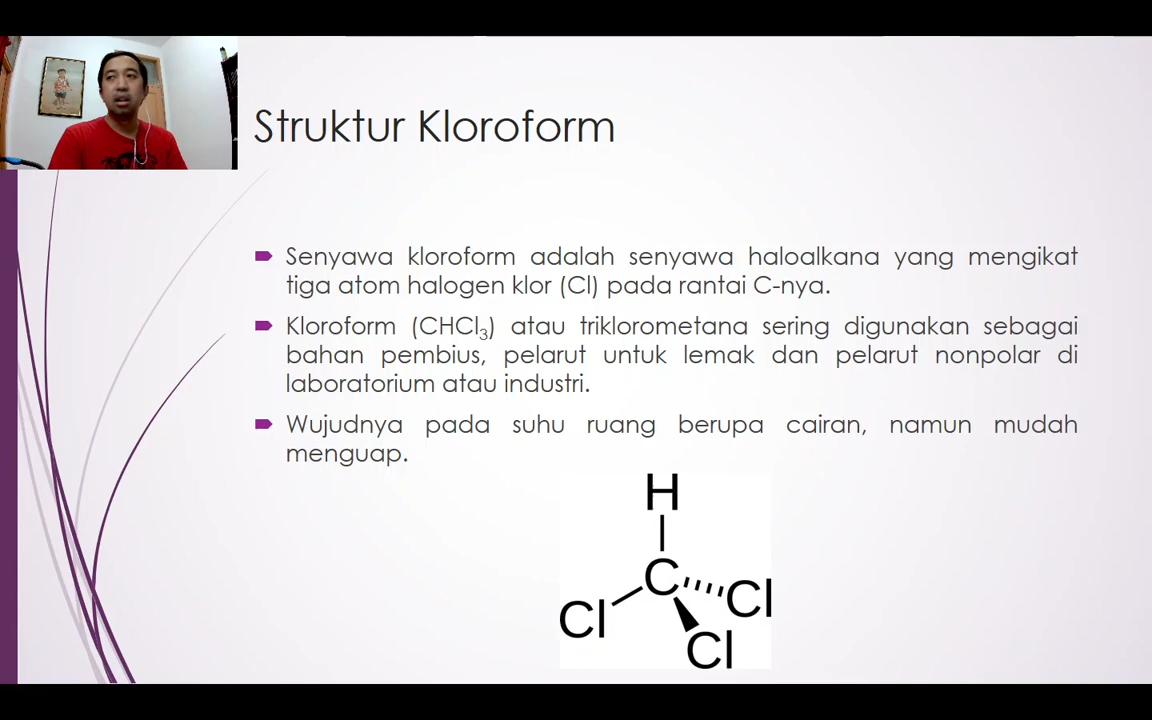 Struktur Kloroform
Senyawa kloroform adalah senyawa haloalkana yang mengikat
tiga atom halogen klor (Cl) pada rantai C-nya.
Kloroform (CHCl₃) atau triklorometana sering digunakan sebagai
bahan pembius, pelarut untuk lemak dan pelarut nonpolar di
laboratorium atau industri.
Wujudnya pada suhu ruang berupa cairan, namun mudah
menguap.
H
C
Cl
Cl
Cl